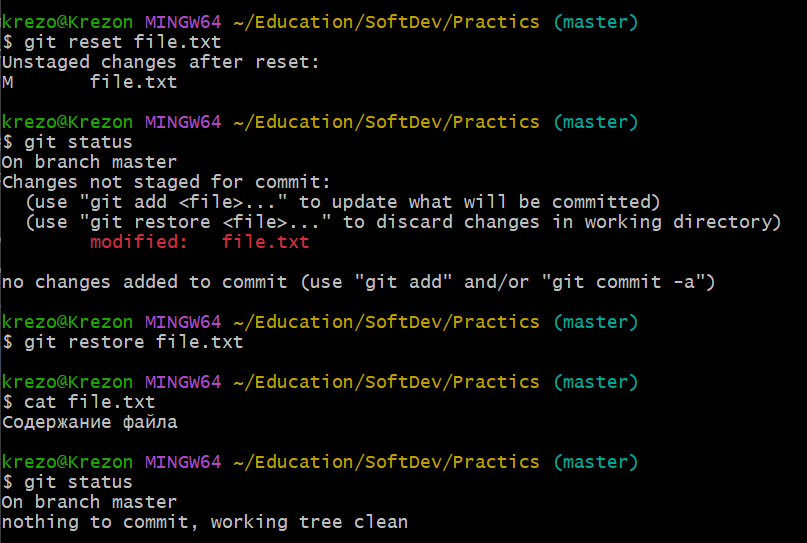 krezo@Krezon MINGW64 ~/Education/SoftDev/Practics (master)
$ git reset file.txt
Unstaged changes after reset:
M       file.txt
krezo@Krezon MINGW64 ~/Education/SoftDev/Practics (master)
$ git status
On branch master
Changes not staged for commit:
  (use "git add <file>..." to update what will be committed)
  (use "git restore <file>..." to discard changes in working directory)
        modified:   file.txt
no changes added to commit (use "git add" and/or "git commit -a")
krezo@Krezon MINGW64 ~/Education/SoftDev/Practics (master)
$ git restore file.txt
krezo@Krezon MINGW64 ~/Education/SoftDev/Practics (master)
$ cat file.txt
Содержание файла
krezo@Krezon MINGW64 ~/Education/SoftDev/Practics (master)
$ git status
On branch master
nothing to commit, working tree clean